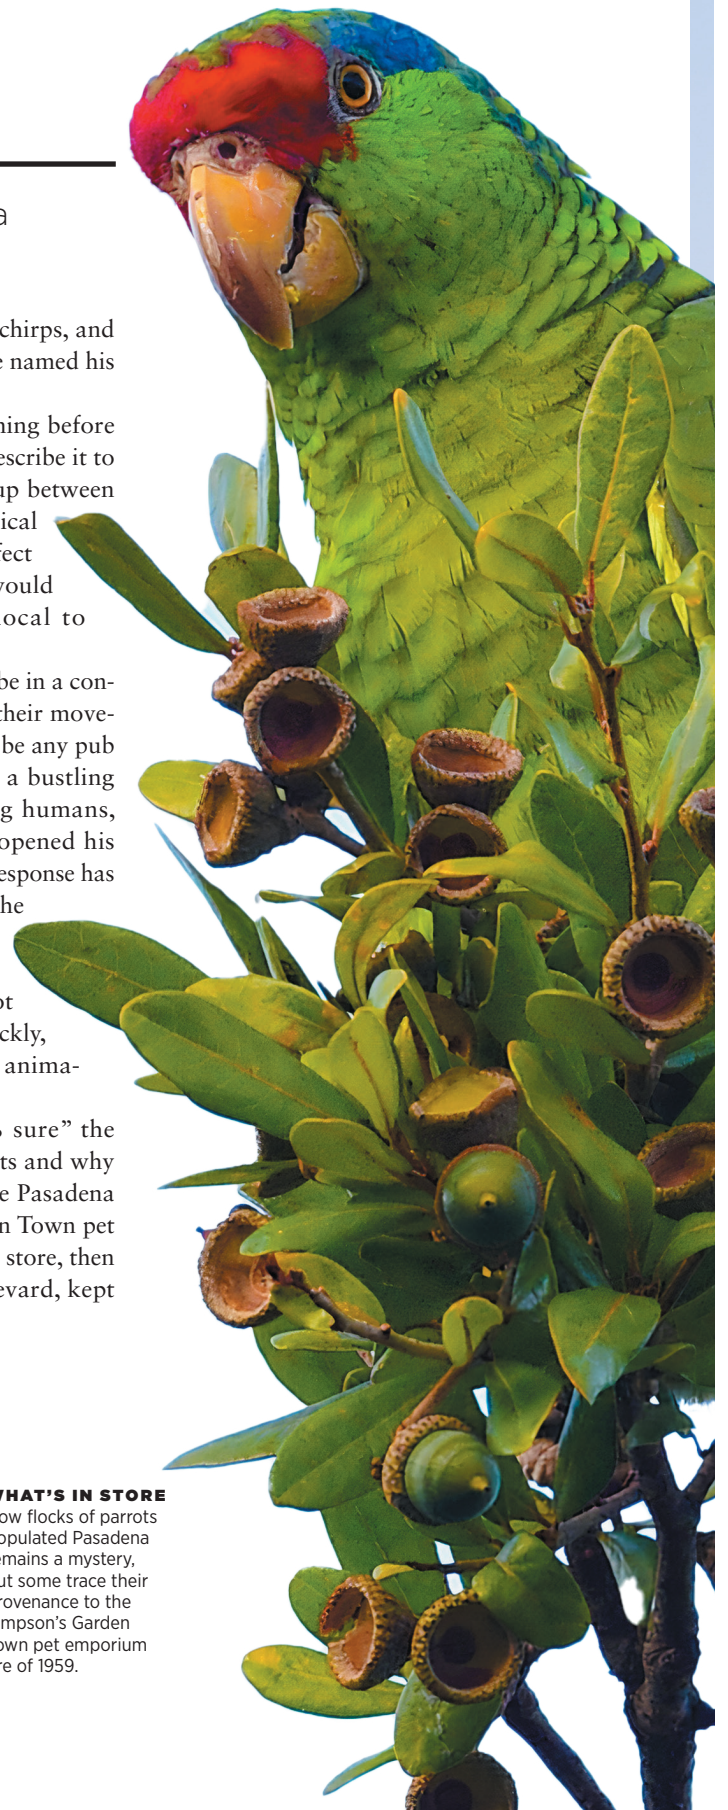 a
chirps, and
e named his
ning before
escribe it to
up between
ical
fect
would
local to
be in a con-
their move-
be any pub
a bustling
g humans,
opened his
esponse has
he
ot
ckly,
anima-
sure” the
ts and why
e Pasadena
n Town pet
store, then
evard, kept
WHAT’S IN STORE
ow flocks of parrots
opulated Pasadena
emains a mystery,
ut some trace their
rovenance to the
impson’s Garden
own pet emporium
re of 1959.